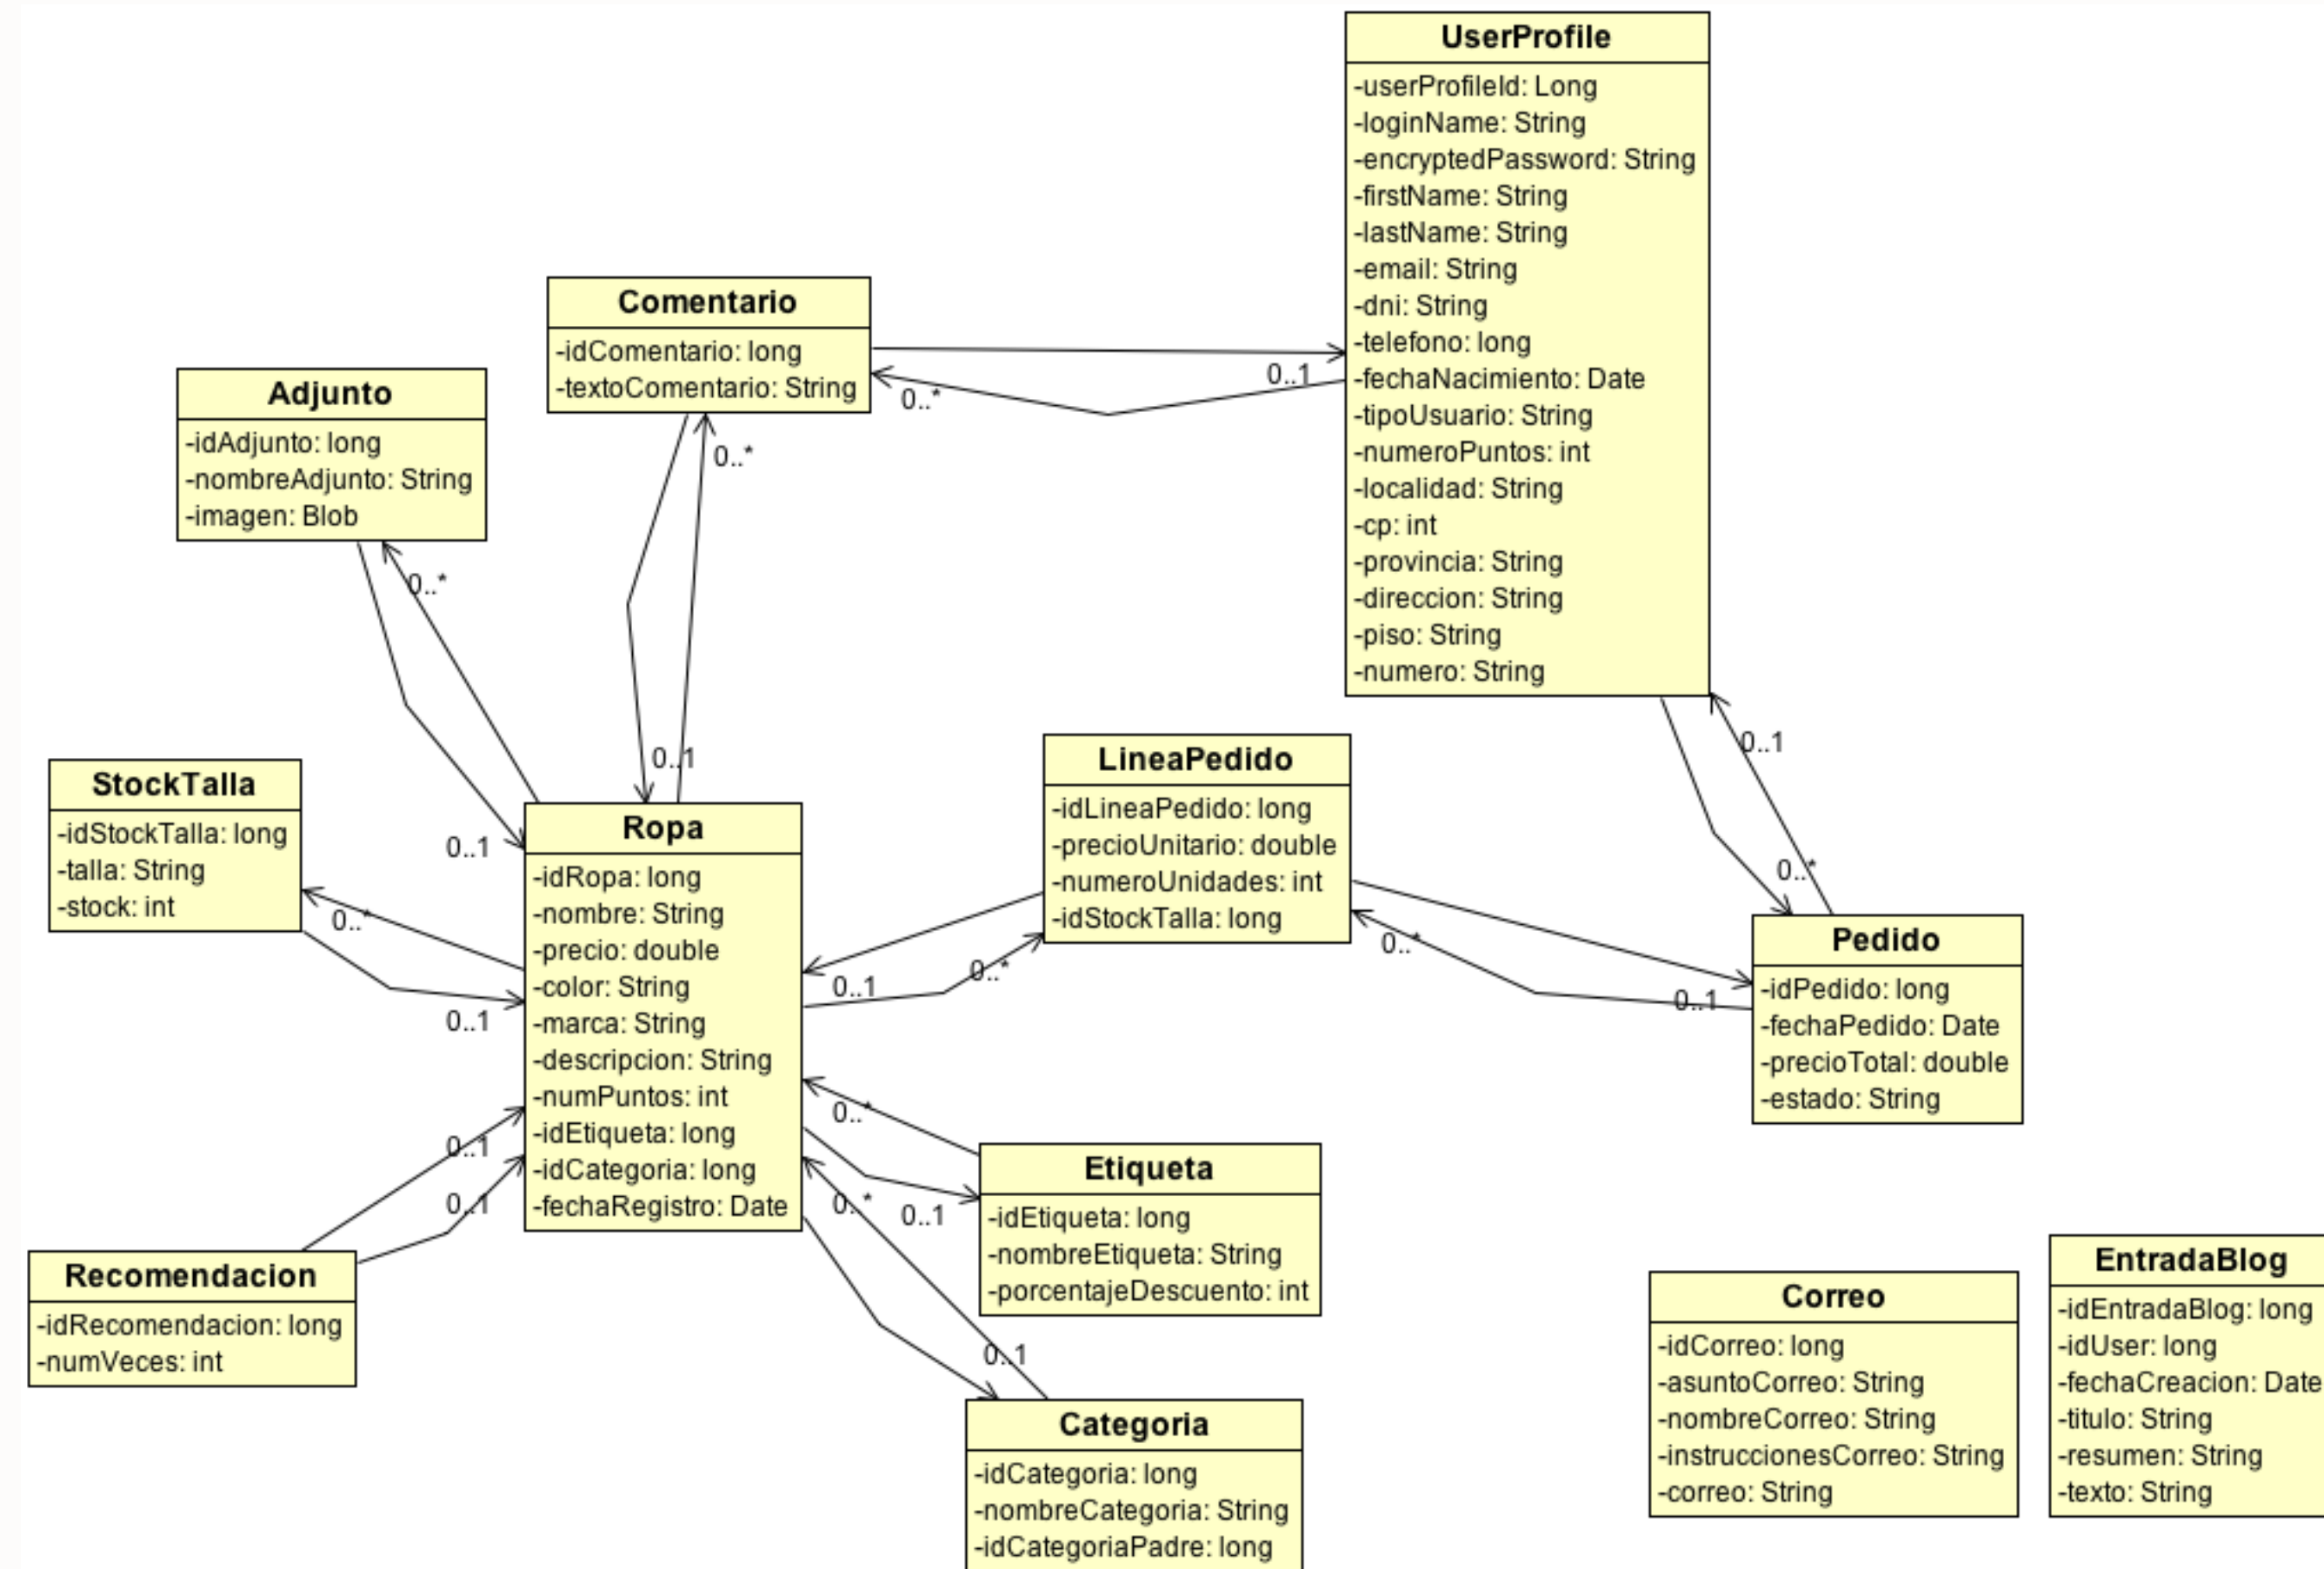 UserProfile
-userProfileId: Long
-loginName: String
-encryptedPassword: String
-firstName: String
-lastName: String
-email: String
-dni: String
-telefono: long
-fechaNacimiento: Date
-tipoUsuario: String
-numeroPuntos: int
-localidad: String
-cp: int
-provincia: String
-direccion: String
-piso: String
-numero: String
Comentario
-idComentario: long
-textoComentario: String
0..1
0..*
0..*
0..1
Adjunto
-idAdjunto: long
-nombreAdjunto: String
-imagen: Blob
0..*
0..1
StockTalla
-idStockTalla: long
-talla: String
-stock: int
0..*
0..1
Ropa
-idRopa: long
-nombre: String
-precio: double
-color: String
-marca: String
-descripcion: String
-numPuntos: int
-idEtiqueta: long
-idCategoria: long
-fechaRegistro: Date
LineaPedido
-idLineaPedido: long
-precioUnitario: double
-numeroUnidades: int
-idStockTalla: long
0..1
0..*
0..*
0..1
0..1
0..*
Pedido
-idPedido: long
-fechaPedido: Date
-precioTotal: double
-estado: String
0..1
0..1
Recomendacion
-idRecomendacion: long
-numVeces: int
0..*
0..1
Etiqueta
-idEtiqueta: long
-nombreEtiqueta: String
-porcentajeDescuento: int
0..*
0..1
Categoria
-idCategoria: long
-nombreCategoria: String
-idCategoriaPadre: long
Correo
-idCorreo: long
-asuntoCorreo: String
-nombreCorreo: String
-instruccionesCorreo: String
-correo: String
EntradaBlog
-idEntradaBlog: long
-idUser: long
-fechaCreacion: Date
-titulo: String
-resumen: String
-texto: String